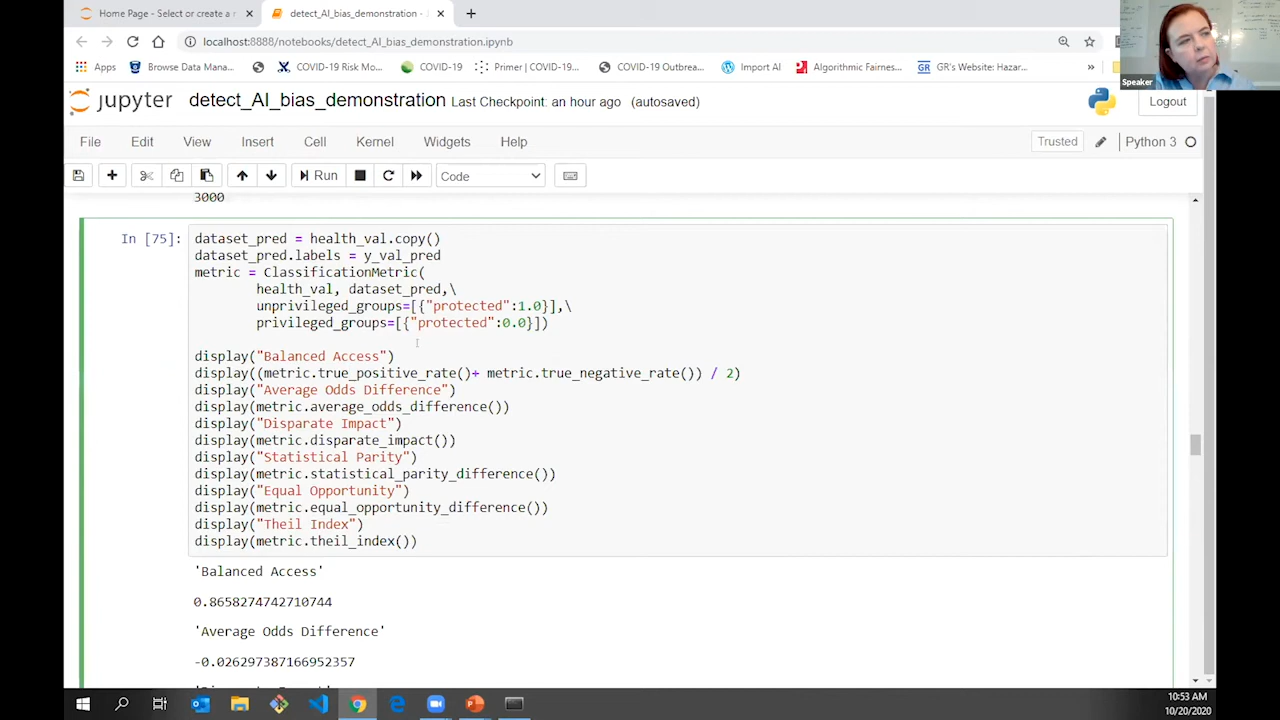 Home Page - Select or create a n
detect_AI_bias_demonstration -
localhost:8888/notebooks/detect_AI_bias_demonstration.ipynb
Apps
Browse Data Mana...
COVID-19 Risk Mo...
COVID-19
Primer | COVID-19...
COVID-19 Outbrea...
Import AI
Algorithmic Fairnes...
GR GR's Website: Hazar...
»
Speaker
jupyter detect_AI_bias_demonstration Last Checkpoint: an hour ago (autosaved)
Logout
File Edit View Insert Cell Kernel Widgets Help
Trusted
Python 3
Run
Code
3000
In [75]:
dataset_pred = health_val.copy()
dataset_pred.labels = y_val_pred
metric = ClassificationMetric(
health_val, dataset_pred,\
unprivileged_groups=[{"protected":1.0}],\
privileged_groups=[{"protected":0.0}])
display("Balanced Access")
display((metric.true_positive_rate()+ metric.true_negative_rate()) / 2)
display("Average Odds Difference")
display(metric.average_odds_difference())
display("Disparate Impact")
display(metric.disparate_impact())
display("Statistical Parity")
display(metric.statistical_parity_difference())
display("Equal Opportunity")
display(metric.equal_opportunity_difference())
display("Theil Index")
display(metric.theil_index())
'Balanced Access'
0.8658274742710744
'Average Odds Difference'
-0.026297387166952357
10:53 AM
10/20/2020